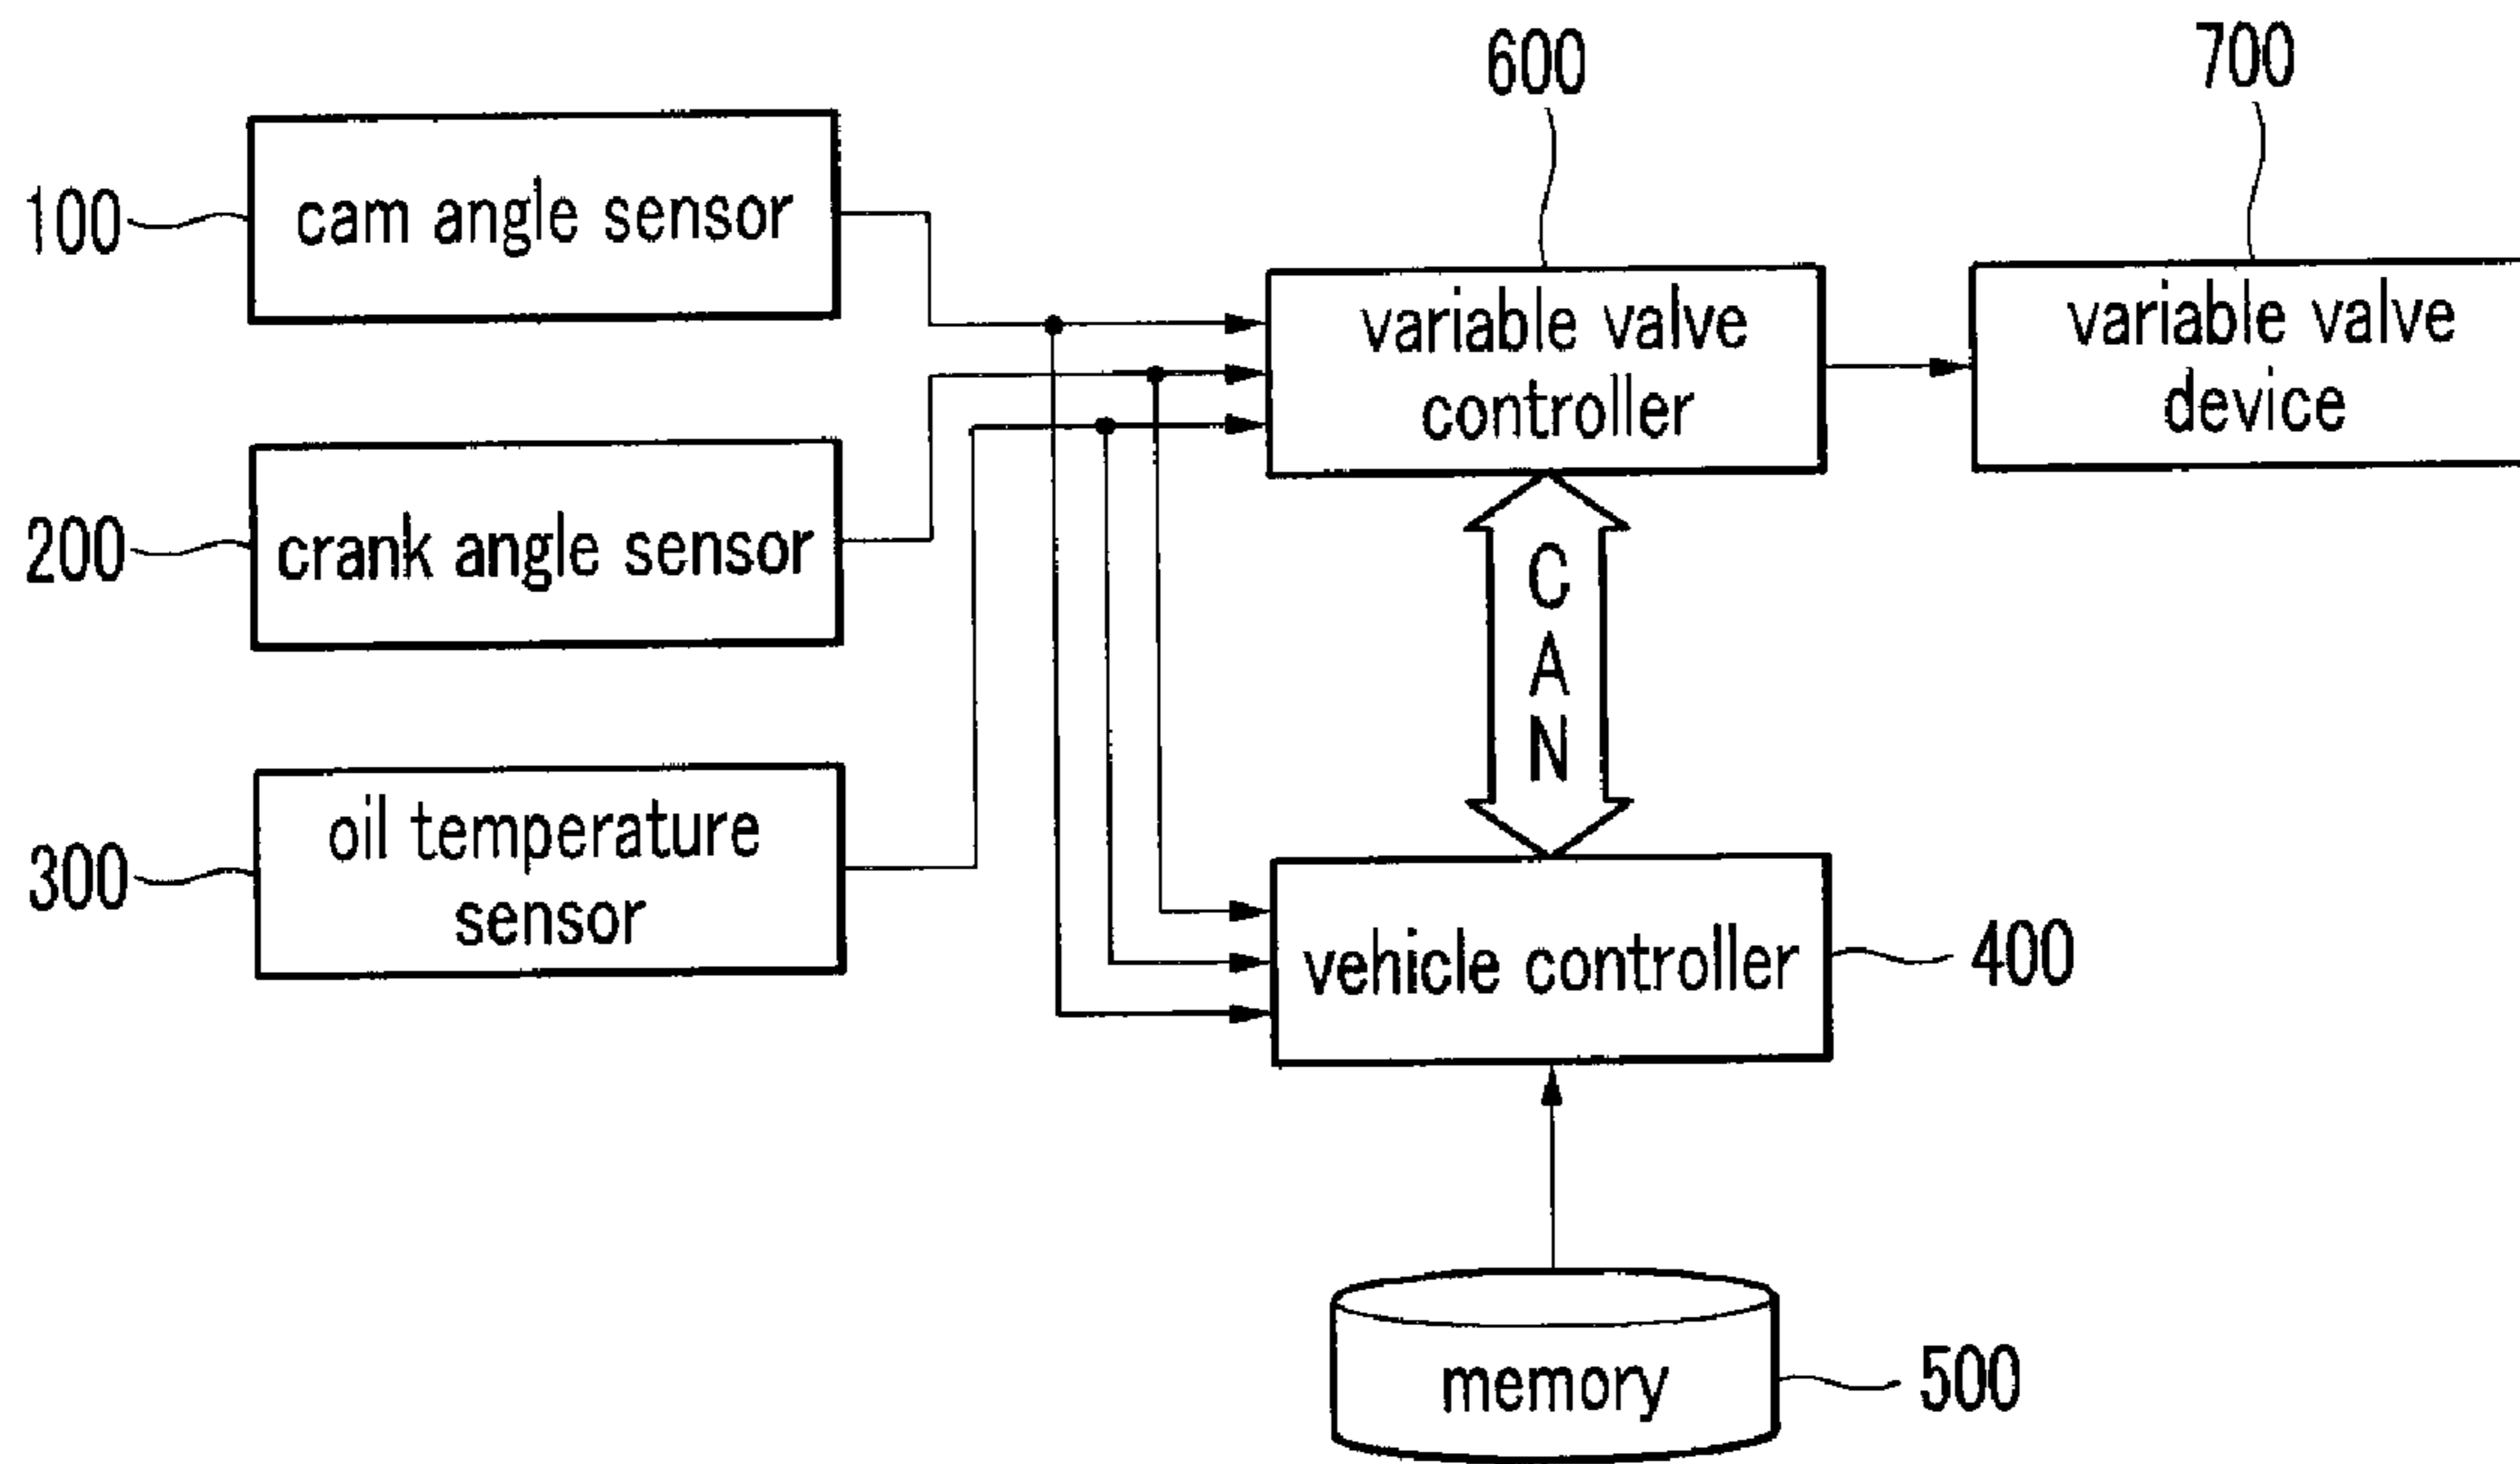 600
700
100
cam angle sensor
variable valve
controller
variable valve
device
200
crank angle sensor
C
A
N
300
oil temperature
sensor
vehicle controller
400
memory
500